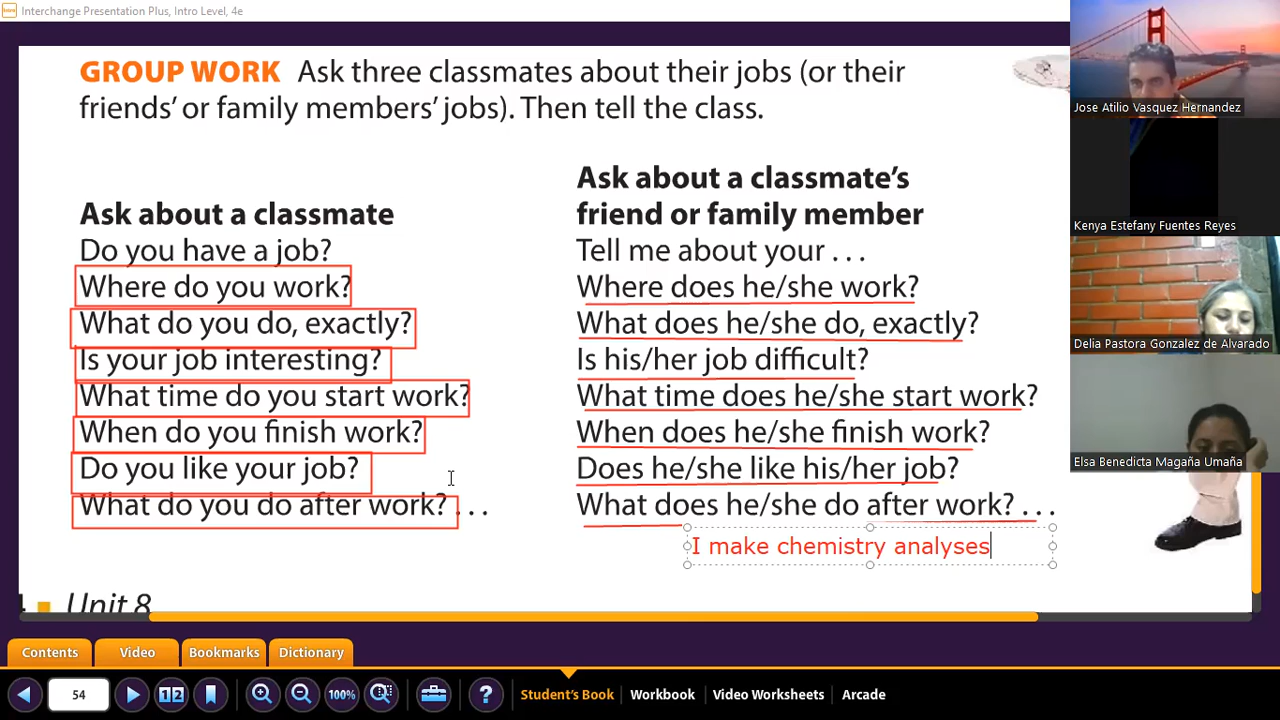 Interchange Presentation Plus, Intro Level, 4e
GROUP WORK Ask three classmates about their jobs (or their
friends' or family members' jobs). Then tell the class.
Ask about a classmate
Do you have a job?
Where do you work?
What do you do, exactly?
Is your job interesting?
What time do you start work?
When do you finish work?
Do you like your job?
What do you do after work? . . .
Ask about a classmate's
friend or family member
Tell me about your . . .
Where does he/she work?
What does he/she do, exactly?
Is his/her job difficult?
What time does he/she start work?
When does he/she finish work?
Does he/she like his/her job?
What does he/she do after work? . . .
I make chemistry analyses
Unit 8
Jose Atilio Vasquez Hernandez
Kenya Estefany Fuentes Reyes
Delia Pastora Gonzalez de Alvarado
Elsa Benedicta Magaña Umaña
Contents
Video
Bookmarks
Dictionary
54
1 2
100%
?
Student's Book
Workbook
Video Worksheets
Arcade